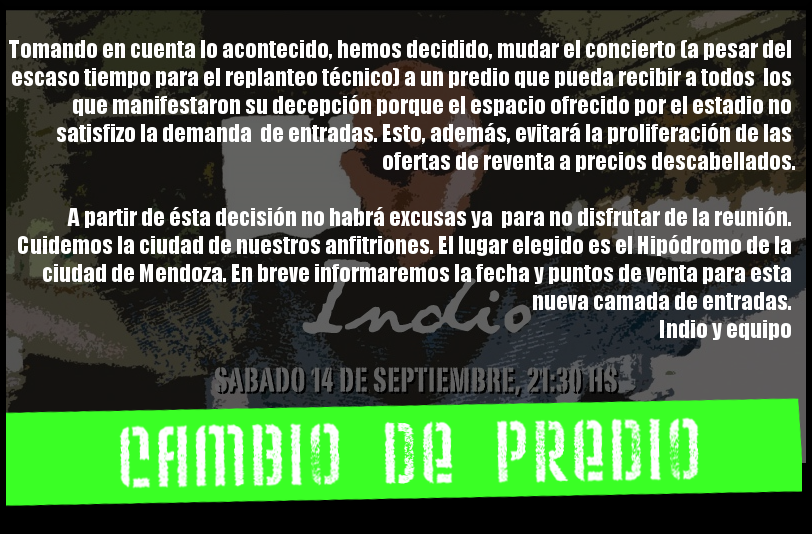 Tomando en cuenta lo acontecido, hemos decidido, mudar el concierto (a pesar del
escaso tiempo para el replanteo técnico) a un predio que pueda recibir a todos los
que manifestaron su decepción porque el espacio ofrecido por el estadio no
satisfizo la demanda de entradas. Esto, además, evitará la proliferación de las
ofertas de reventa a precios descabellados.
A partir de ésta decisión no habrá excusas ya para no disfrutar de la reunión.
Cuidemos la ciudad de nuestros anfitriones. El lugar elegido es el Hipódromo de la
ciudad de Mendoza. En breve informaremos la fecha y puntos de venta para esta
nueva camada de entradas.
Indio y equipo
Indio
SABADO 14 DE SEPTIEMBRE, 21:30 HS.
CAMBIO De PReDIO